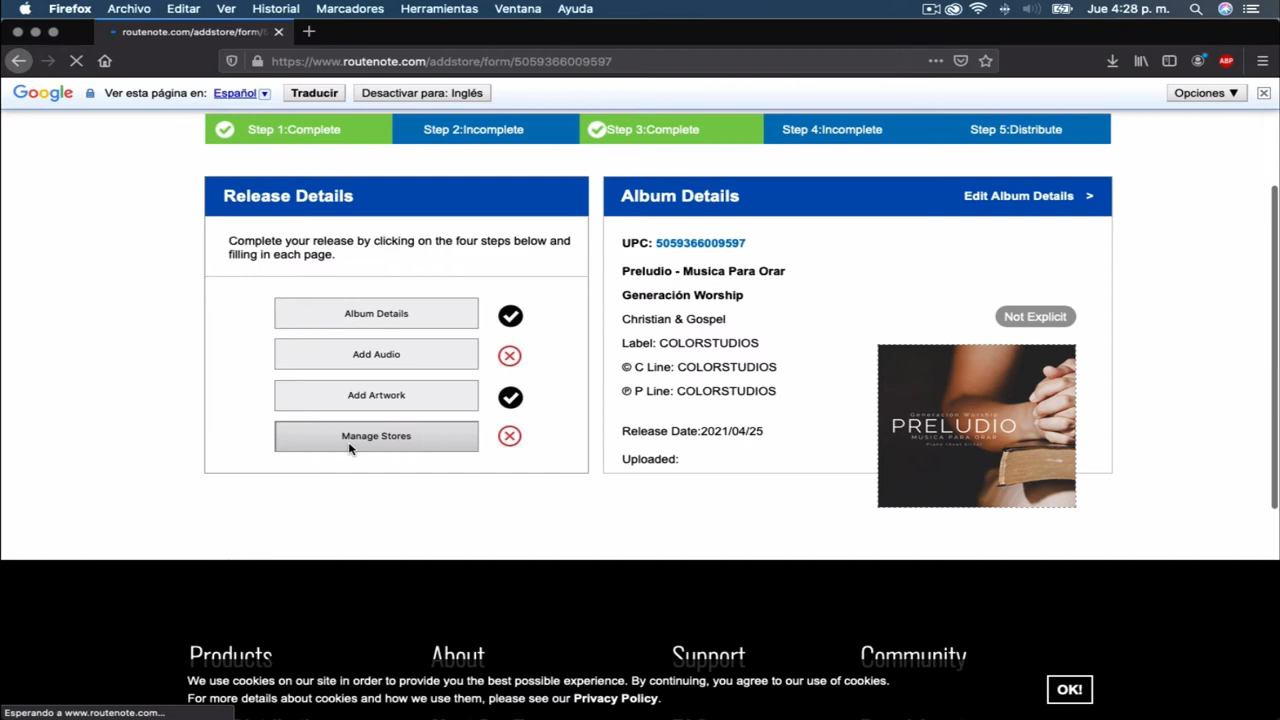 Firefox Archivo Editar Ver Historial Marcadores Herramientas Ventana Ayuda Jue 4:28 p. m.
routenote.com/addstore/form/5
https://www.routenote.com/addstore/form/5059366009597
ABP
Google Ver esta página en: Español Traducir Desactivar para: Inglés Opciones ▼
Step 1:Complete Step 2:Incomplete Step 3:Complete Step 4:Incomplete Step 5:Distribute
Release Details
Complete your release by clicking on the four steps below and
filling in each page.
Album Details
Add Audio
Add Artwork
Manage Stores
Album Details Edit Album Details >
UPC: 5059366009597
Preludio - Musica Para Orar
Generación Worship
Christian & Gospel
Not Explicit
Label: COLORSTUDIOS
© C Line: COLORSTUDIOS
℗ P Line: COLORSTUDIOS
Release Date:2021/04/25
Uploaded:
Generación Worship
PRELUDIO
MUSICA PARA ORAR
Products About Support Community
We use cookies on our site in order to provide you the best possible experience. By continuing, you agree to our use of cookies.
For more details about cookies and how we use them, please see our Privacy Policy.
OK!
Esperando a www.routenote.com...